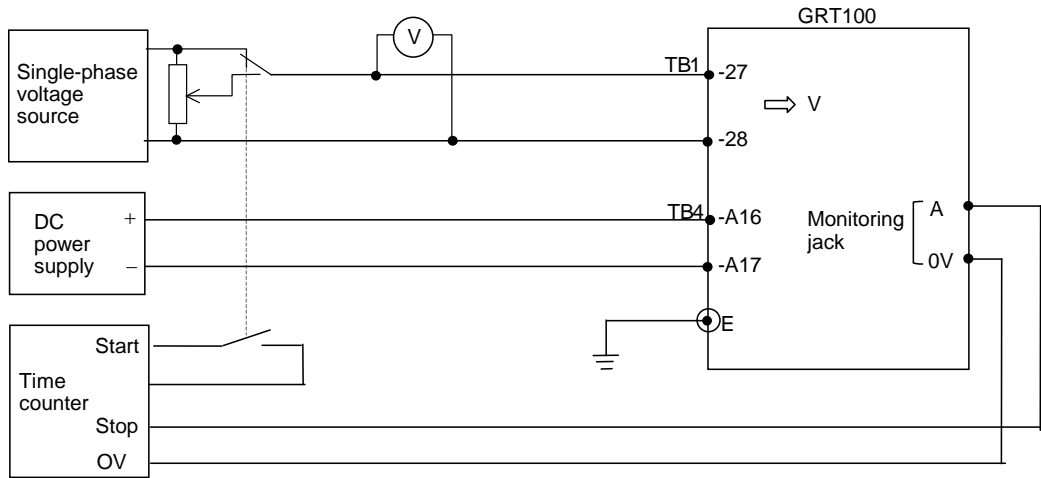 GRT100
Single-phase
voltage
source
V
TB1
-27
V
-28
DC
power
supply
+
−
TB4
-A16
-A17
Monitoring
jack
A
0V
E
Time
counter
Start
Stop
OV